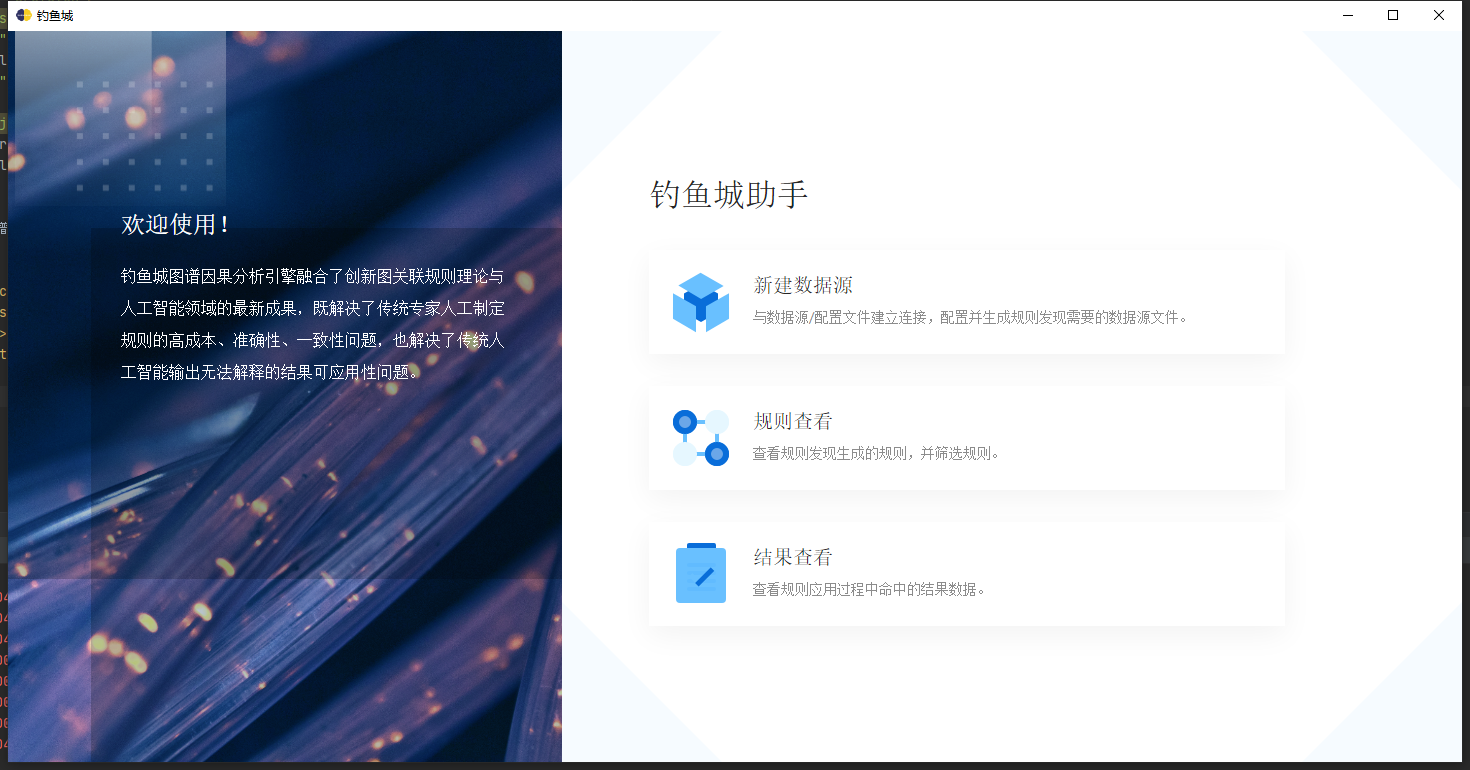 钓鱼城
欢迎使用！
钓鱼城图谱因果分析引擎融合了创新图关联规则理论与
人工智能领域的最新成果，既解决了传统专家人工制定
规则的高成本、准确性、一致性问题，也解决了传统人
工智能输出无法解释的结果可应用性问题。
钓鱼城助手
新建数据源
与数据源/配置文件建立连接，配置并生成规则发现需要的数据源文件。
规则查看
查看规则发现生成的规则，并筛选规则。
结果查看
查看规则应用过程中命中的结果数据。